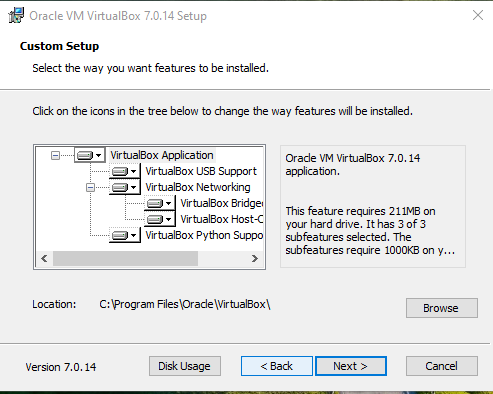 Oracle VM VirtualBox 7.0.14 Setup
Custom Setup
Select the way you want features to be installed.
Click on the icons in the tree below to change the way features will be installed.
VirtualBox Application
VirtualBox USB Support
VirtualBox Networking
VirtualBox Bridged
VirtualBox Host-O
VirtualBox Python Suppo
Oracle VM VirtualBox 7.0.14
application.
This feature requires 211MB on
your hard drive. It has 3 of 3
subfeatures selected. The
subfeatures require 1000KB on y...
Location: C:\Program Files\Oracle\VirtualBox\
Browse
Version 7.0.14
Disk Usage
< Back
Next >
Cancel